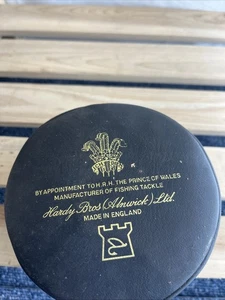 BY APPOINTMENT TO H.R.H. THE PRINCE OF WALES
MANUFACTURER OF FISHING TACKLE
Hardy Bros (Alnwick) Ltd.
MADE IN ENGLAND